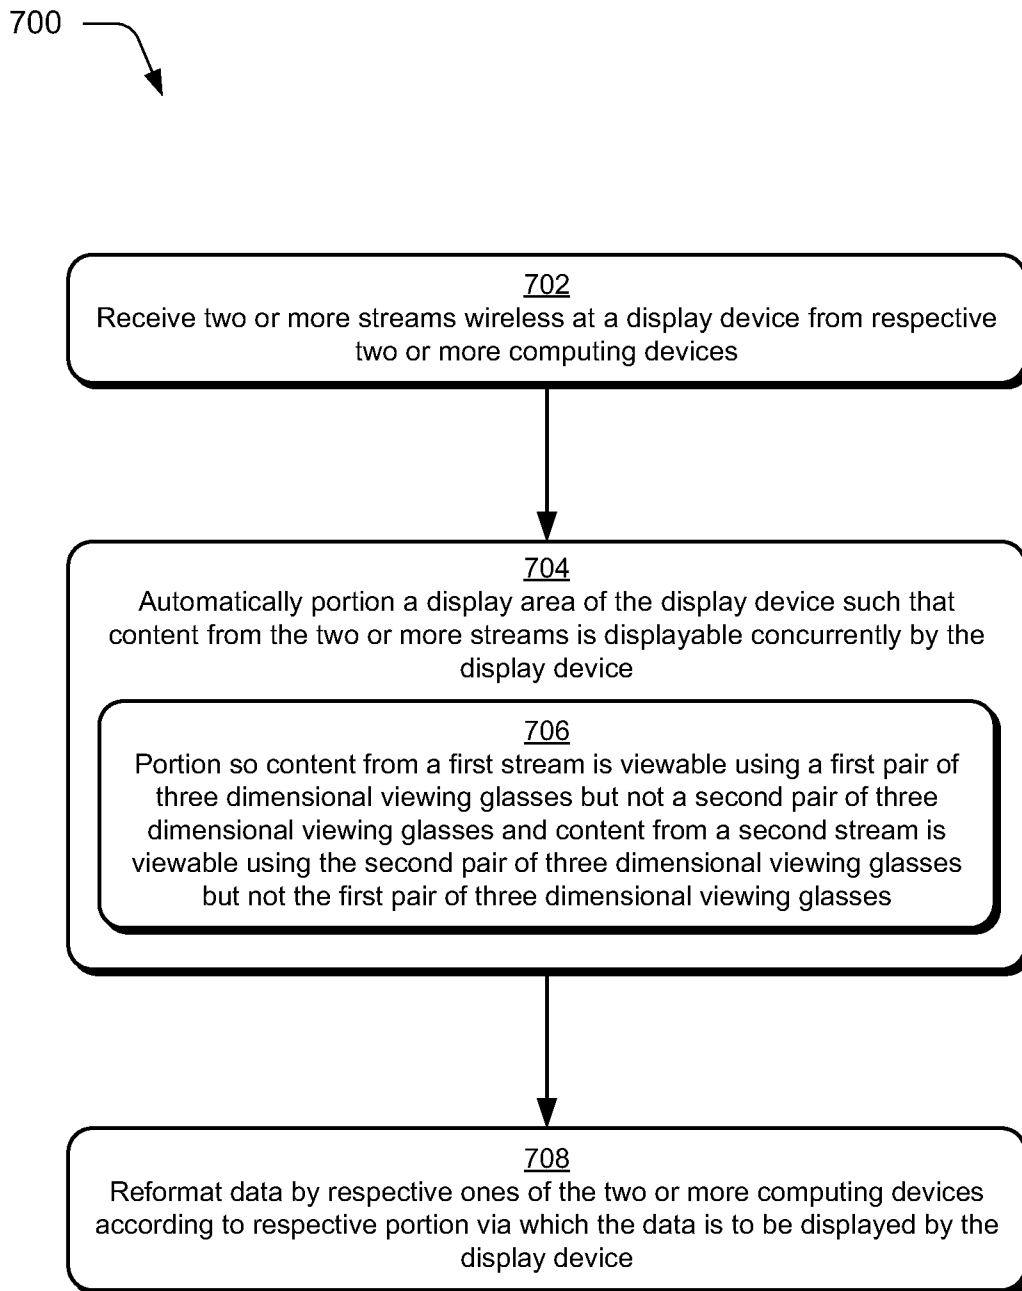 700
702
Receive two or more streams wireless at a display device from respective
two or more computing devices
704
Automatically portion a display area of the display device such that
content from the two or more streams is displayable concurrently by the
display device
706
Portion so content from a first stream is viewable using a first pair of
three dimensional viewing glasses but not a second pair of three
dimensional viewing glasses and content from a second stream is
viewable using the second pair of three dimensional viewing glasses
but not the first pair of three dimensional viewing glasses
708
Reformat data by respective ones of the two or more computing devices
according to respective portion via which the data is to be displayed by the
display device